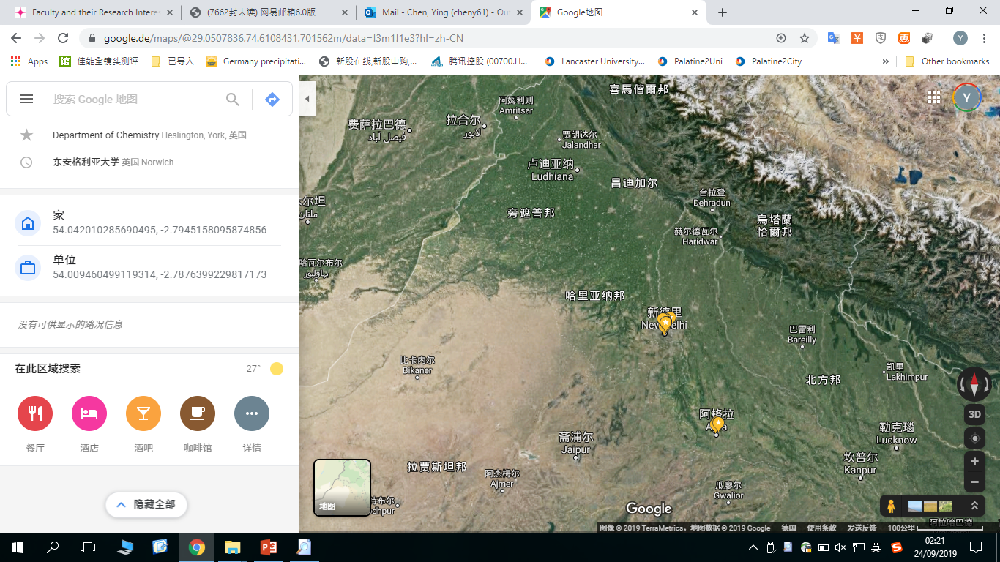 Faculty and their Research Intere
(7662封未读) 网易邮箱6.0版
Mail - Chen, Ying (cheny61) - Out
Google地图
google.de/maps/@29.0507836,74.6108431,701562m/data=!3m1!1e3?hl=zh-CN
Y
Apps
佳能全镜头测评
已导入
Germany precipitati...
新股在线,新股申购,...
腾讯控股 (00700.H...
Lancaster University...
Palatine2Uni
Palatine2City
»
Other bookmarks
搜索 Google 地图
Department of Chemistry Heslington, York, 英国
东安格利亚大学 英国 Norwich
家
54.042010285690495, -2.7945158095874856
单位
54.009460499119314, -2.7876399229817173
没有可供显示的路况信息
在此区域搜索
27°
餐厅
酒店
酒吧
咖啡馆
详情
隐藏全部
喜馬偕爾邦
阿姆利则
Amritsar
费萨拉巴德
فيصل آباد
拉合尔
لاہور
贾朗达尔
Jalandhar
卢迪亚纳
Ludhiana
昌迪加尔
台拉登
Dehradun
木尔坦
ملتان
旁遮普邦
烏塔蘭
恰爾邦
赫尔德瓦尔
Haridwar
哈瓦尔布尔
بہاولپور
哈里亚纳邦
新德里
New Delhi
巴雷利
Bareilly
比卡内尔
Bikaner
凯里
Lakhimpur
北方邦
阿格拉
Agra
勒克瑙
Lucknow
斋浦尔
Jaipur
坎普尔
Kanpur
拉贾斯坦邦
阿杰梅尔
Ajmer
瓜廖尔
Gwalior
特布尔
dhpur
地图
Y
3D
Google
阿拉哈巴德
图像 © 2019 TerraMetrics，地图数据 © 2019 Google
德国
使用条款
发送反馈
100公里
英
02:21
24/09/2019